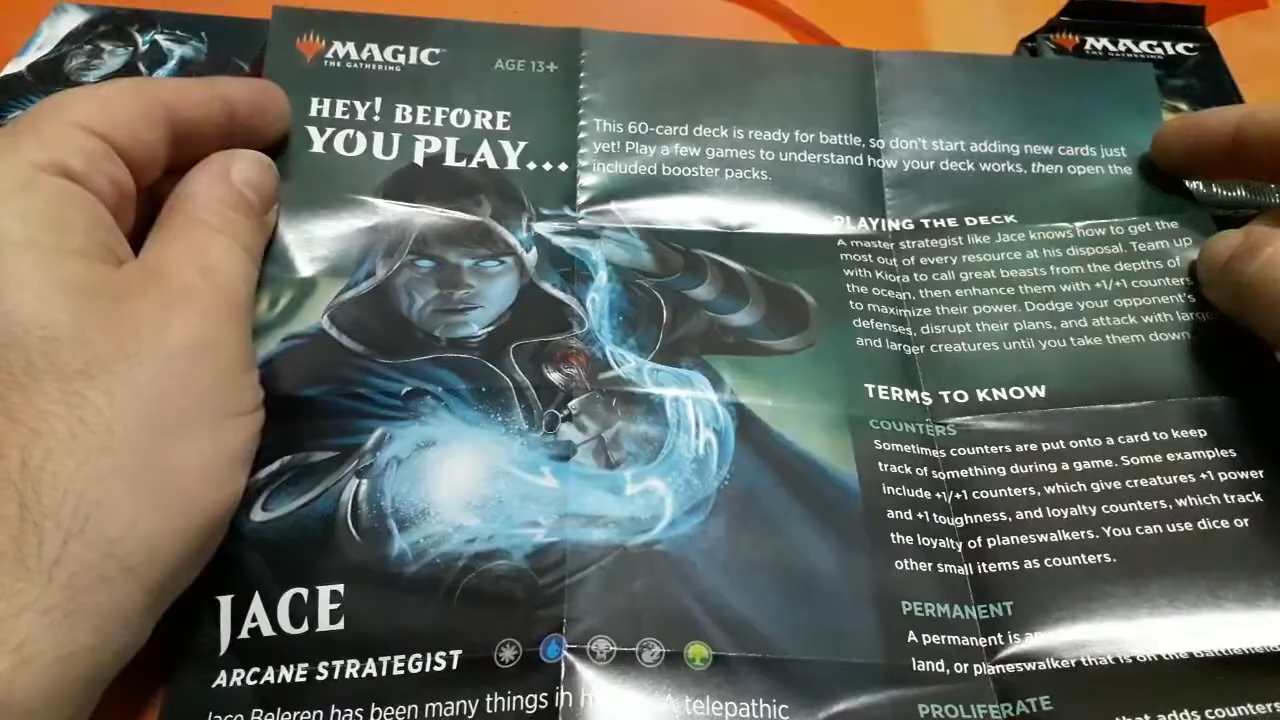 MAGIC
THE GATHERING
AGE 13+
MAGIC
THE GATHERING
HEY! BEFORE
YOU PLAY...
This 60-card deck is ready for battle, so don't start adding new cards just
yet! Play a few games to understand how your deck works, then open the
included booster packs.
PLAYING THE DECK
A master strategist like Jace knows how to get the
most out of every resource at his disposal. Team up
with Kiora to call great beasts from the depths of
the ocean, then enhance them with +1/+1 counters
to maximize their power. Dodge your opponent's
defenses, disrupt their plans, and attack with larger
and larger creatures until you take them down.
TERMS TO KNOW
COUNTERS
Sometimes counters are put onto a card to keep
track of something during a game. Some examples
include +1/+1 counters, which give creatures +1 power
and +1 toughness, and loyalty counters, which track
the loyalty of planeswalkers. You can use dice or
other small items as counters.
PERMANENT
A permanent is
land, or planeswalker that is on the battlefield
PROLIFERATE
that adds counters
JACE
ARCANE STRATEGIST
Jace Beleren has been many things in A telepathic